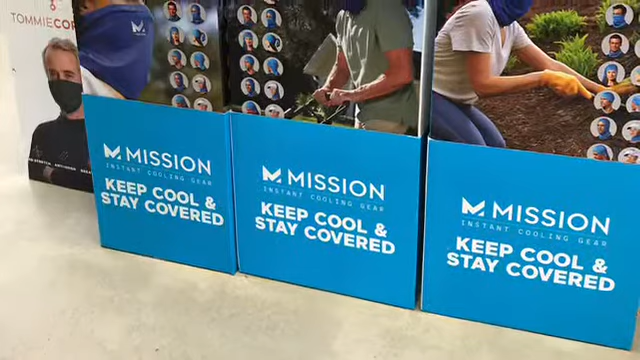 TOMMIECOP
MISSION
INSTANT COOLING GEAR
KEEP COOL &
STAY COVERED
MISSION
INSTANT COOLING GEAR
KEEP COOL &
STAY COVERED
MISSION
INSTANT COOLING GEAR
KEEP COOL &
STAY COVERED